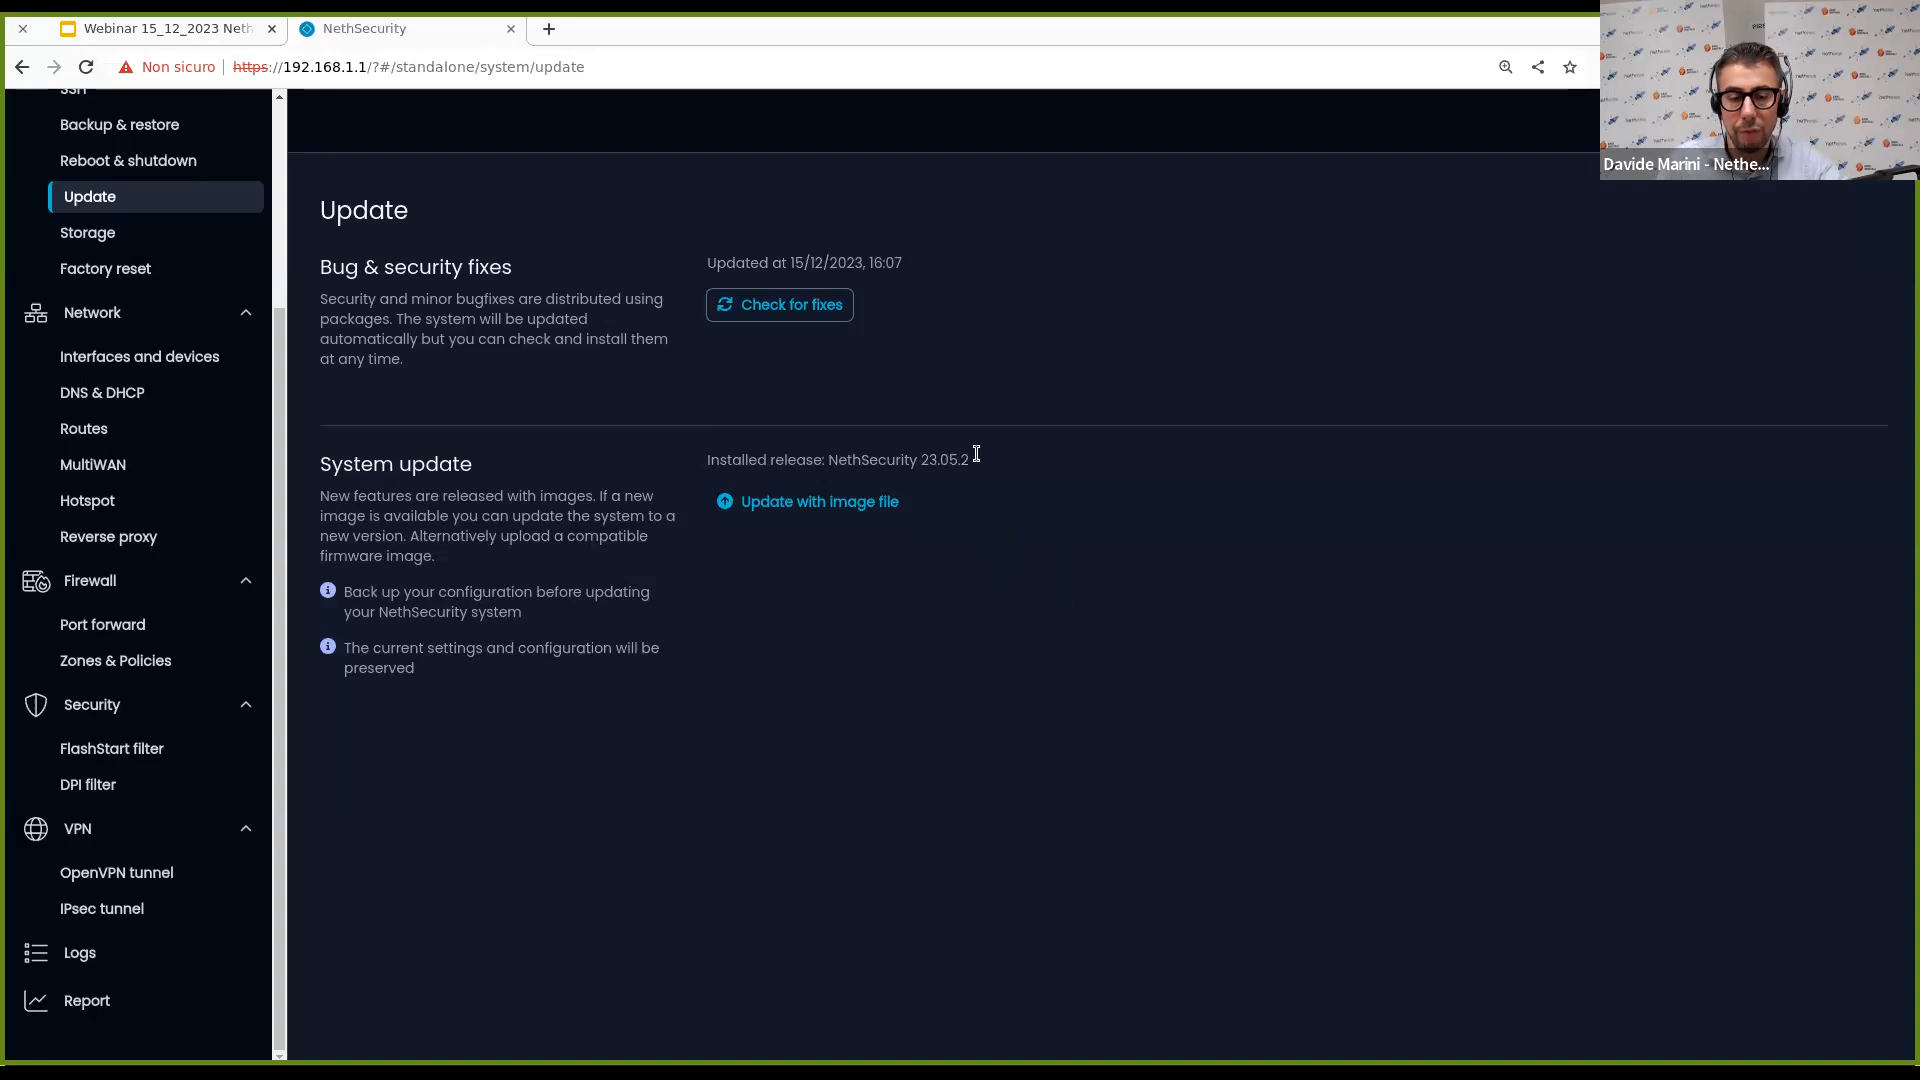 Webinar 15_12_2023 Neth
NethSecurity
Non sicuro
https://192.168.1.1/?#/standalone/system/update
SSH
Backup & restore
Reboot & shutdown
Update
Storage
Factory reset
Network
Interfaces and devices
DNS & DHCP
Routes
MultiWAN
Hotspot
Reverse proxy
Firewall
Port forward
Zones & Policies
Security
FlashStart filter
DPI filter
VPN
OpenVPN tunnel
IPsec tunnel
Logs
Report
Update
Bug & security fixes
Security and minor bugfixes are distributed using
packages. The system will be updated
automatically but you can check and install them
at any time.
Updated at 15/12/2023, 16:07
Check for fixes
System update
New features are released with images. If a new
image is available you can update the system to a
new version. Alternatively upload a compatible
firmware image.
Back up your configuration before updating
your NethSecurity system
The current settings and configuration will be
preserved
Installed release: NethSecurity 23.05.2
Update with image file
Davide Marini - Nethe...